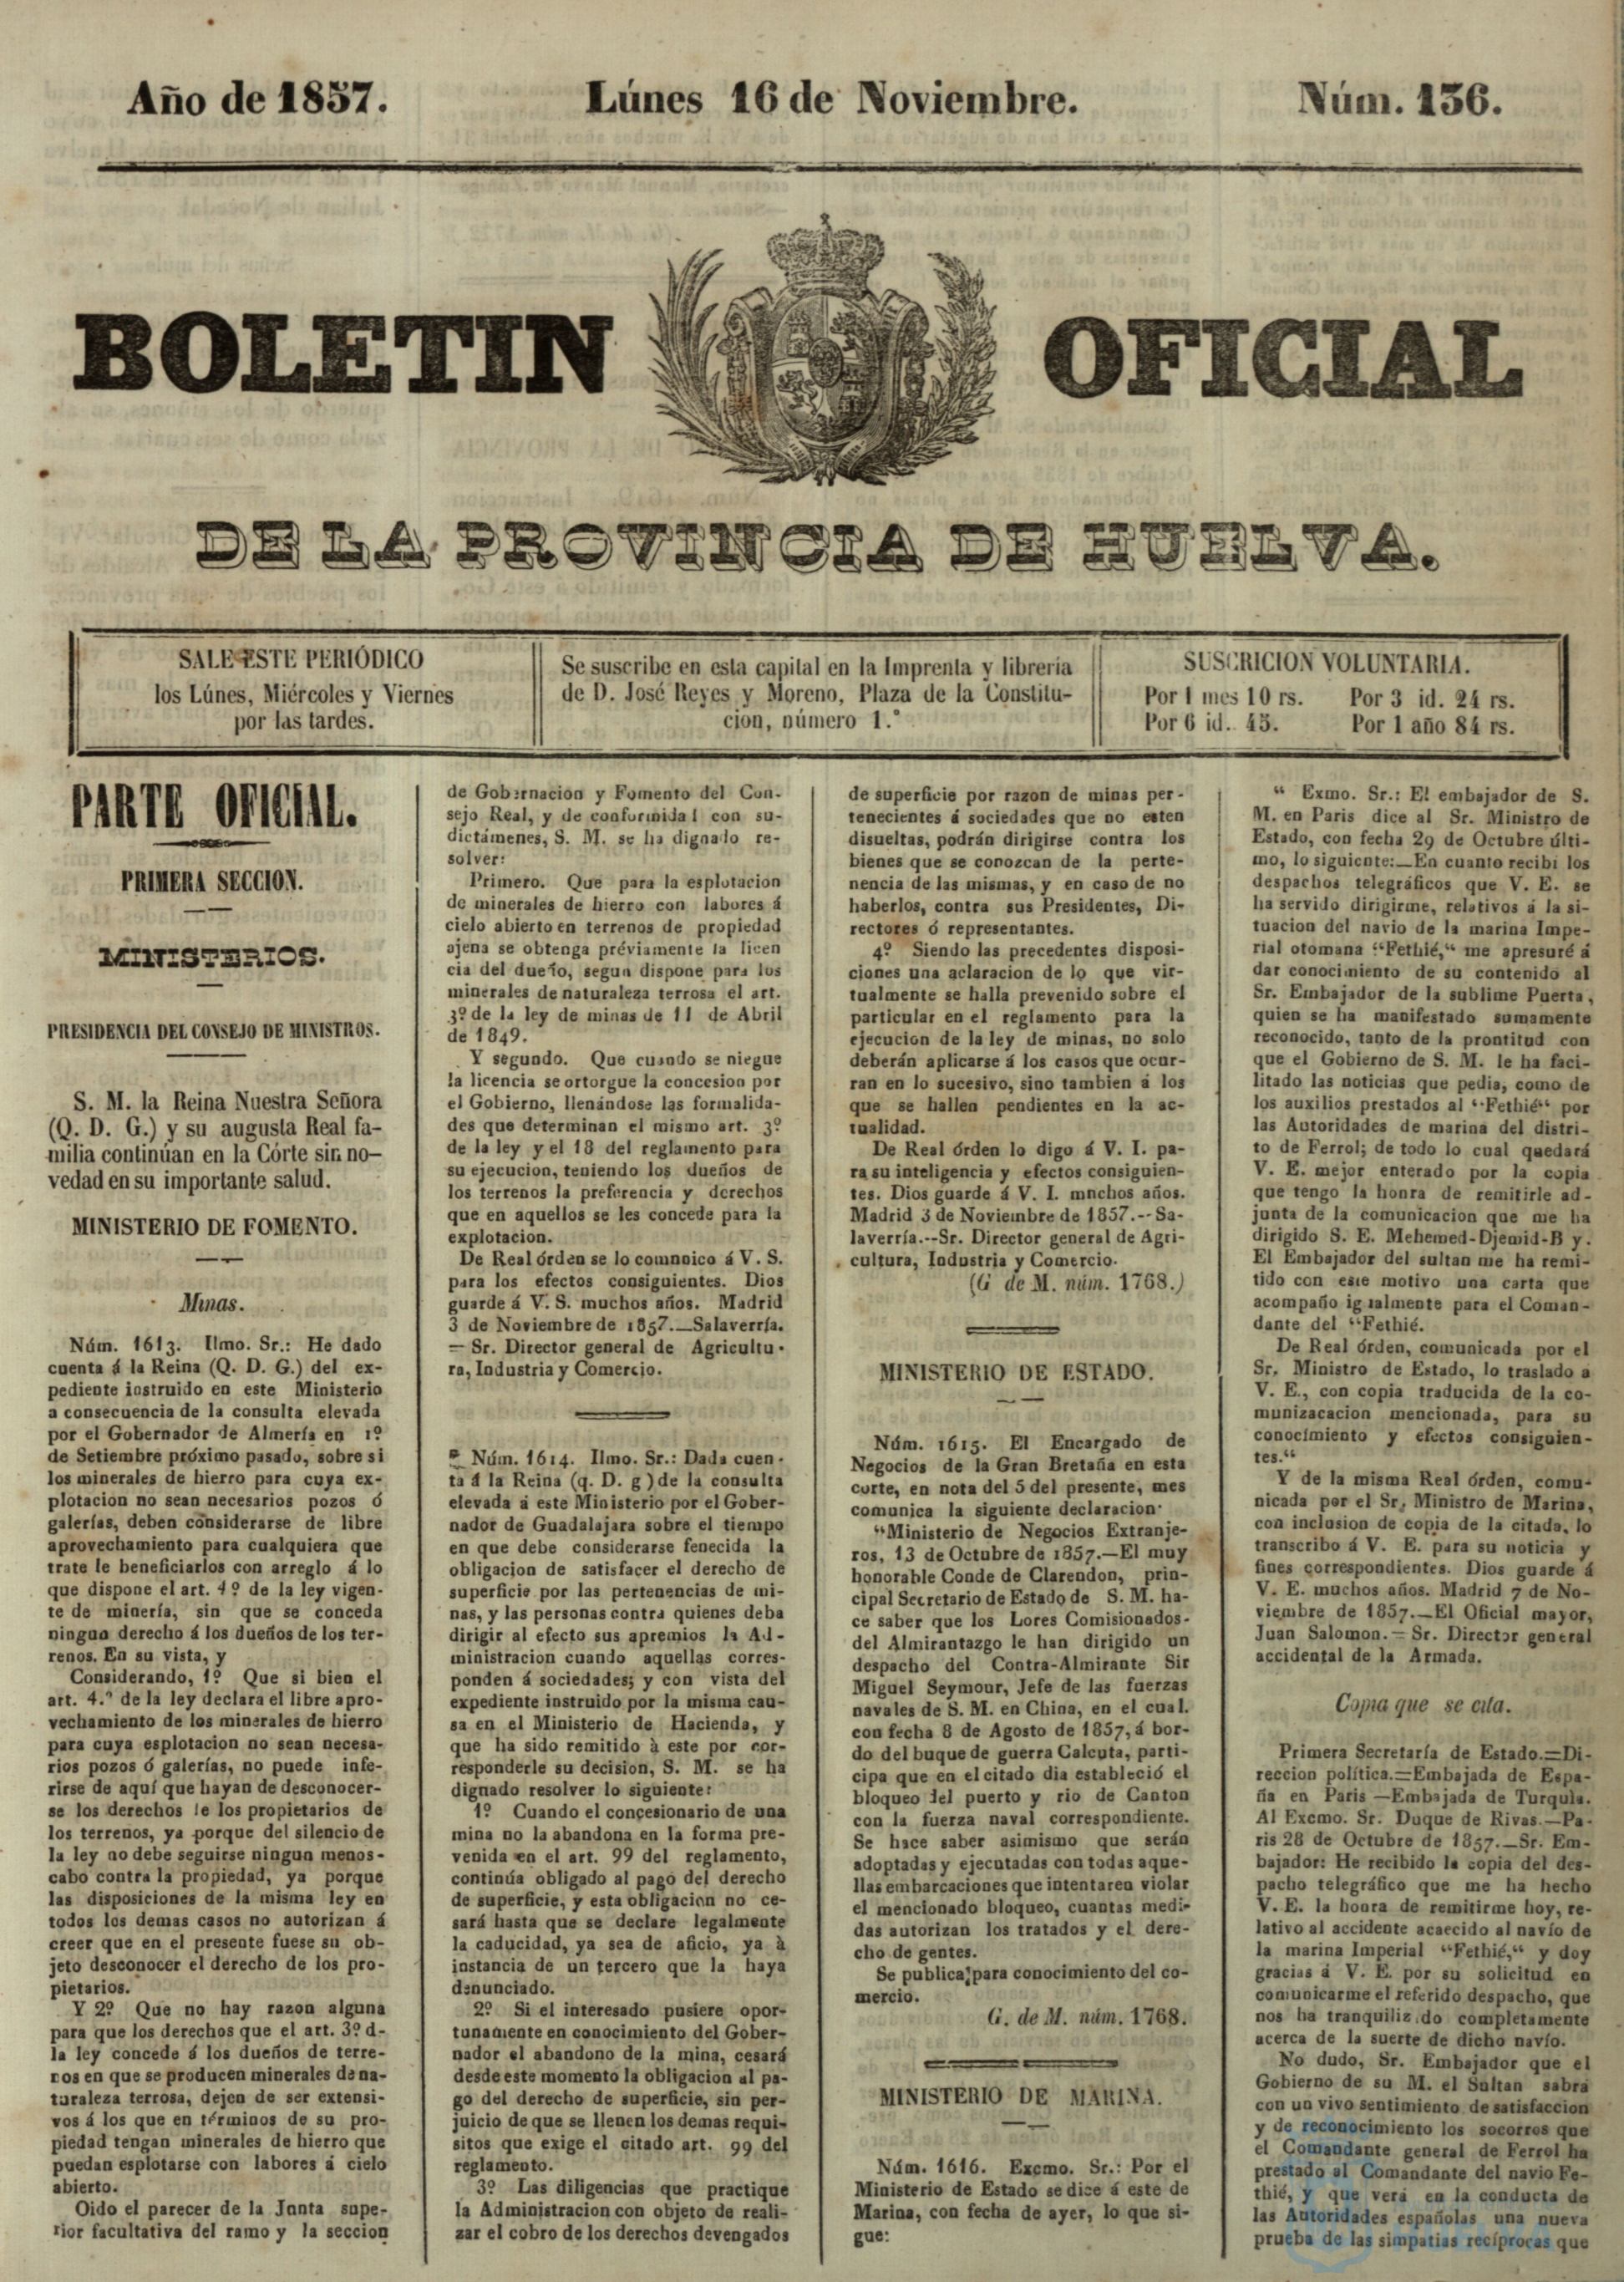 Año de 1857.
Lúnes 16 de Noviembre.
Núm. 136.
BOLETIN OFICIAL
DE LA PROVINCIA DE HUELVA.
SALE ESTE PERIÓDICO
los Lúnes, Miércoles y Viernes
por las tardes.
Se suscribe en esta capital en la Imprenta y librería
de D. José Reyes y Moreno, Plaza de la Constitu-
cion, número 1.º
SUSCRICION VOLUNTARIA.
Por 1 mes 10 rs. Por 3 id. 24 rs.
Por 6 id.. 45. Por 1 año 84 rs.
PARTE OFICIAL.
PRIMERA SECCION.
MINISTERIOS.
PRESIDENCIA DEL CONSEJO DE MINISTROS.
S. M. la Reina Nuestra Señora
(Q. D. G.) y su augusta Real fa-
milia continúan en la Córte sin no-
vedad en su importante salud.
MINISTERIO DE FOMENTO.
Minas.
Núm. 1613. Ilmo. Sr.: He dado
cuenta á la Reina (Q. D. G.) del ex-
pediente instruido en este Ministerio
a consecuencia de la consulta elevada
por el Gobernador de Almería en 1º
de Setiembre próximo pasado, sobre si
los minerales de hierro para cuya ex-
plotacion no sean necesarios pozos ó
galerías, deben considerarse de libre
aprovechamiento para cualquiera que
trate le beneficiarlos con arreglo á lo
que dispone el art. 4º de la ley vigen-
te de minería, sin que se conceda
ningun derecho á los dueños de los ter-
renos. En su vista, y
Considerando, 1º Que si bien el
art. 4.º de la ley declara el libre apro-
vechamiento de los minerales de hierro
para cuya esplotacion no sean necesa-
rios pozos ó galerías, no puede infe-
rirse de aquí que hayan de desconocer-
se los derechos le los propietarios de
los terrenos, ya porque del silencio de
la ley no debe seguirse ningun menos-
cabo contra la propiedad, ya porque
las disposiciones de la misma ley en
todos los demas casos no autorizan á
creer que en el presente fuese su ob-
jeto desconocer el derecho de los pro-
pietarios.
Y 2º Que no hay razon alguna
para que los derechos que el art. 3º d-
la ley concede á los dueños de terre-
ros en que se producen minerales de na-
turaleza terrosa, dejen de ser extensi-
vos á los que en términos de su pro-
piedad tengan minerales de hierro que
puedan esplotarse con labores á cielo
abierto.
Oido el parecer de la Junta supe-
rior facultativa del ramo y la seccion
de Gobernacion y Fomento del Con-
sejo Real, y de conformidad con su-
dictámenes, S. M. se ha dignado re-
solver:
Primero. Que para la esplotacion
de minerales de hierro con labores á
cielo abierto en terrenos de propiedad
ajena se obtenga préviamente la licen
cia del dueño, segun dispone para los
minerales de naturaleza terrosa el art.
3º de la ley de minas de 11 de Abril
de 1849.
Y segundo. Que cuando se niegue
la licencia se ortorgue la concesion por
el Gobierno, llenándose las formalida-
des que determinan el mismo art. 3º
de la ley y el 18 del reglamento para
su ejecucion, teniendo los dueños de
los terrenos la preferencia y derechos
que en aquellos se les concede para la
explotacion.
De Real órden se lo comunico á V. S.
para los efectos consiguientes. Dios
guarde á V. S. muchos años. Madrid
3 de Noviembre de 1857.—Salaverría.
— Sr. Director general de Agricultu-
ra, Industria y Comercio.
Núm. 1614. Ilmo. Sr.: Dada cuen-
ta á la Reina (q. D. g) de la consulta
elevada á este Ministerio por el Gober-
nador de Guadalajara sobre el tiempo
en que debe considerarse fenecida la
obligacion de satisfacer el derecho de
superficie por las pertenencias de mi-
nas, y las personas contra quienes deba
dirigir al efecto sus apremios la Ad-
ministracion cuando aquellas corres-
ponden á sociedades; y con vista del
expediente instruido por la misma cau-
sa en el Ministerio de Hacienda, y
que ha sido remitido à este por cor-
responderle su decision, S. M. se ha
dignado resolver lo siguiente:
1º Cuando el concesionario de una
mina no la abandona en la forma pre-
venida en el art. 99 del reglamento,
continúa obligado al pago del derecho
de superficie, y esta obligacion no ce-
sará hasta que se declare legalmente
la caducidad, ya sea de oficio, ya à
instancia de un tercero que la haya
denunciado.
2º Si el interesado pusiere opor-
tunamente en conocimiento del Gober-
nador el abandono de la mina, cesará
desde este momento la obligacion al pa-
go del derecho de superficie, sin per-
juicio de que se llenen los demas requi-
sitos que exige el citado art. 99 del
reglamento.
3º Las diligencias que practique
la Administracion con objeto de reali-
zar el cobro de los derechos devengados
de superficie por razon de minas per-
tenecientes á sociedades que no esten
disueltas, podrán dirigirse contra los
bienes que se conozcan de la perte-
nencia de las mismas, y en caso de no
haberlos, contra sus Presidentes, Di-
rectores ó representantes.
4º Siendo las precedentes disposi-
ciones una aclaracion de lo que vir-
tualmente se halla prevenido sobre el
particular en el reglamento para la
ejecucion de la ley de minas, no solo
deberán aplicarse á los casos que ocur-
ran en lo sucesivo, sino tambien á los
que se hallen pendientes en la ac-
tualidad.
De Real órden lo digo á V. I. pa-
ra su inteligencia y efectos consiguien-
tes. Dios guarde á V. I. mnchos años.
Madrid 3 de Noviembre de 1857.--Sa-
laverría.--Sr. Director general de Agri-
cultura, Industria y Comercio.
(G de M. núm. 1768.)
MINISTERIO DE ESTADO.
Núm. 1615. El Encargado de
Negocios de la Gran Bretaña en esta
corte, en nota del 5 del presente, mes
comunica la siguiente declaracion·
“Ministerio de Negocios Extranje-
ros, 13 de Octubre de 1857.—El muy
honorable Conde de Clarendon, prin-
cipal Secretario de Estado de S. M. ha-
ce saber que los Lores Comisionados-
del Almirantazgo le han dirigido un
despacho del Contra-Almirante Sir
Miguel Seymour, Jefe de las fuerzas
navales de S. M. en China, en el cual.
con fecha 8 de Agosto de 1857, á bor-
do del buque de guerra Calcuta, parti-
cipa que en el citado dia estableció el
bloqueo del puerto y rio de Canton
con la fuerza naval correspondiente.
Se hace saber asimismo que serán
adoptadas y ejecutadas con todas aque-
llas embarcaciones que intentaren violar
el mencionado bloqueo, cuantas medi-
das autorizan los tratados y el dere-
cho de gentes.
Se publica para conocimiento del co-
mercio.
G. de M. núm. 1768.
MINISTERIO DE MARINA.
Núm. 1616. Excmo. Sr.: Por el
Ministerio de Estado se dice á este de
Marina, con fecha de ayer, lo que si-
gue:
“ Exmo. Sr.: El embajador de S.
M. en Paris dice al Sr. Ministro de
Estado, con fecha 29 de Octubre últi-
mo, lo siguiente:—En cuanto recibí los
despachos telegráficos que V. E. se
ha servido dirigirme, relativos á la si-
tuacion del navio de la marina Impe-
rial otomana “Fethié,“ me apresuré á
dar conocimiento de su contenido al
Sr. Embajador de la sublime Puerta,
quien se ha manifestado sumamente
reconocido, tanto de la prontitud con
que el Gobierno de S. M. le ha faci-
litado las noticias que pedia, como de
los auxilios prestados al “Fethié“ por
las Autoridades de marina del distri-
to de Ferrol; de todo lo cual quedará
V. E. mejor enterado por la copia
que tengo la honra de remitirle ad-
junta de la comunicacion que me ha
dirigido S. E. Mehemed-Djemid-B y.
El Embajador del sultan me ha remi-
tido con este motivo una carta que
acompaño ig ialmente para el Coman-
dante del “Fethié.
De Real órden, comunicada por el
Sr. Ministro de Estado, lo traslado a
V. E., con copia traducida de la co-
munizacacion mencionada, para su
conocimiento y efectos consiguien-
tes.“
Y de la misma Real órden, comu-
nicada por el Sr. Ministro de Marina,
con inclusion de copia de la citada, lo
transcribo á V. E. para su noticia y
fines correspondientes. Dios guarde á
V. E. muchos años. Madrid 7 de No-
viembre de 1857.—El Oficial mayor,
Juan Salomon.=Sr. Director general
accidental de la Armada.
Copia que se cita.
Primera Secretaría de Estado.=Di-
reccion política.=Embajada de Espa-
ña en Paris —Embajada de Turquia.
Al Excmo. Sr. Duque de Rivas.—Pa-
ris 28 de Octubre de 1857.—Sr. Em-
bajador: He recibido la copia del des-
pacho telegráfico que me ha hecho
V. E. la honra de remitirme hoy, re-
lativo al accidente acaecido al navío de
la marina Imperial “Fethié,“ y doy
gracias á V. E. por su solicitud en
comunicarme el referido despacho, que
nos ha tranquiliz do completamente
acerca de la suerte de dicho navío.
No dudo, Sr. Embajador que el
Gobierno de su M. el Sultan sabrá
con un vivo sentimiento de satisfaccion
y de reconocimiento los socorros que
el Comandante general de Ferrol ha
prestado al Comandante del navio Fe-
thié, y que verá en la conducta de
las Autoridades españolas una nueva
prueba de las simpatias recíprocas que